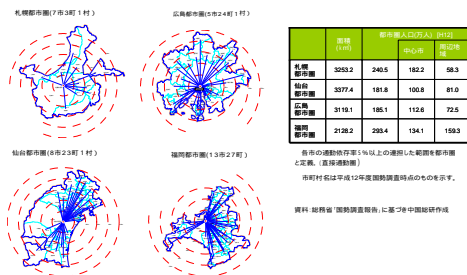 札幌都市圏(7市3町1村)
広島都市圏(5市24町1村)
仙台都市圏(8市23町1村)
福岡都市圏(13市27町)
面積
都市圏人口(万人) [H12]
中心市
周辺地域
札幌都市圏 3253.2 240.5 182.2 58.3
仙台都市圏 3377.4 181.8 100.8 81.0
広島都市圏 3119.1 185.1 112.6 72.5
福岡都市圏 2128.2 293.4 134.1 159.3
各市の通勤依存率5%以上の連担した範囲を都市圏
と定義。(直接通勤圏)
市町村名は平成12年度国勢調査時点のものを示す。
資料:総務省「国勢調査報告」に基づき中国総研作成